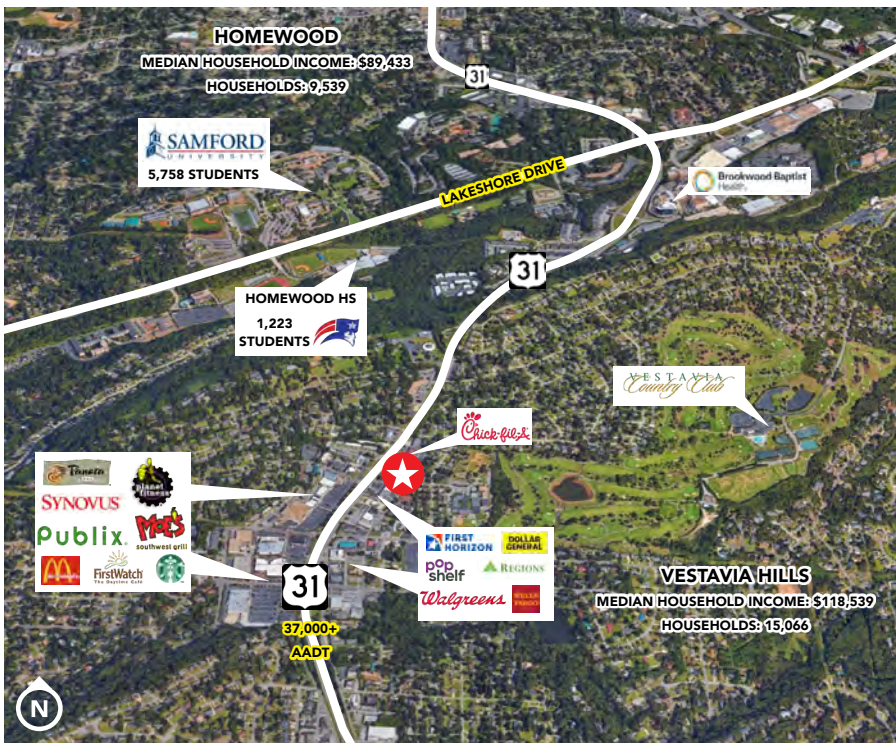 HOMEWOOD
MEDIAN HOUSEHOLD INCOME: $89,433
HOUSEHOLDS: 9,539
31
SAMFORD
UNIVERSITY
5,758 STUDENTS
LAKESHORE DRIVE
Brookwood Baptist
Health
31
HOMEWOOD HS
1,223
STUDENTS
VESTAVIA
Country Club
Chick-fil-A
Panera
planet
fitness
SYNOVUS
Publix.
MOE'S
southwest grill
McDonald's
FirstWatch
The Daytime Café
FIRST
HORIZON
DOLLAR
GENERAL
pop
shelf
REGIONS
Walgreens
WELLS
FARGO
31
37,000+
AADT
VESTAVIA HILLS
MEDIAN HOUSEHOLD INCOME: $118,539
HOUSEHOLDS: 15,066
N